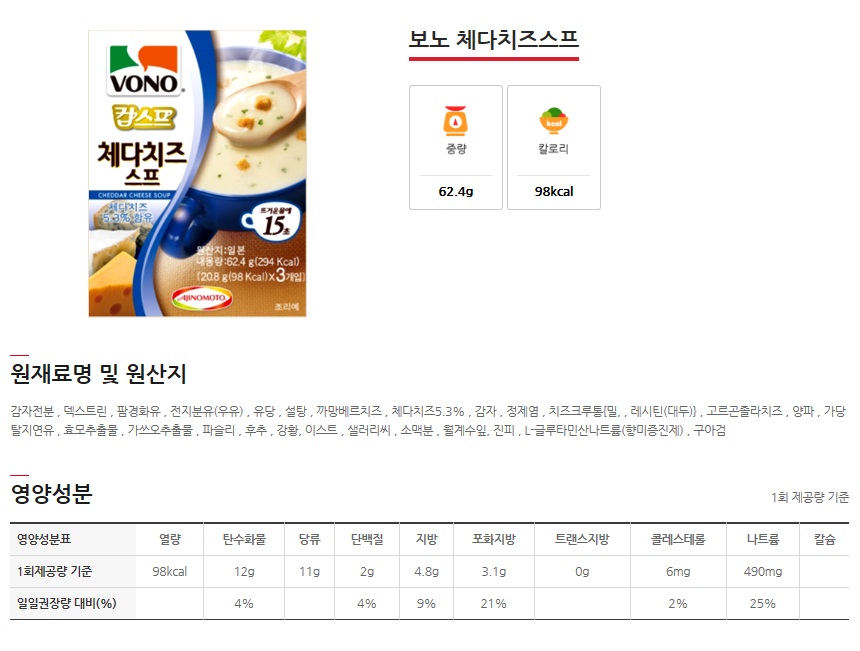 보노 체다치즈스프
VONO
컵스프
체다치즈
스프
CHEDDAR CHEESE SOUP
체다치즈
5.3% 함유
뜨거운물에
15초
원산지:일본
내용량:62.4 g(294 Kcal)
(20.8 g(98 Kcal)X3개입)
AJINOMOTO
조리예
kcal
중량
칼로리
62.4g
98kcal
원재료명 및 원산지
감자전분 , 덱스트린 , 팜경화유 , 전지분유(우유) , 유당 , 설탕 , 까망베르치즈 , 체다치즈5.3% , 감자 , 정제염 , 치즈크루통{밀, , 레시틴(대두)} , 고르곤졸라치즈 , 양파 , 가당
탈지연유 , 효모추출물 , 가쓰오추출물 , 파슬리 , 후추 , 강황, 이스트 , 샐러리씨 , 소맥분 , 월계수잎, 진피 , L-글루타민산나트륨(향미증진제) , 구아검
영양성분
1회 제공량 기준
영양성분표 열량 탄수화물 당류 단백질 지방 포화지방 트랜스지방 콜레스테롤 나트륨 칼슘
1회제공량 기준 98kcal 12g 11g 2g 4.8g 3.1g 0g 6mg 490mg
일일권장량 대비(%) 4% 4% 9% 21% 2% 25%